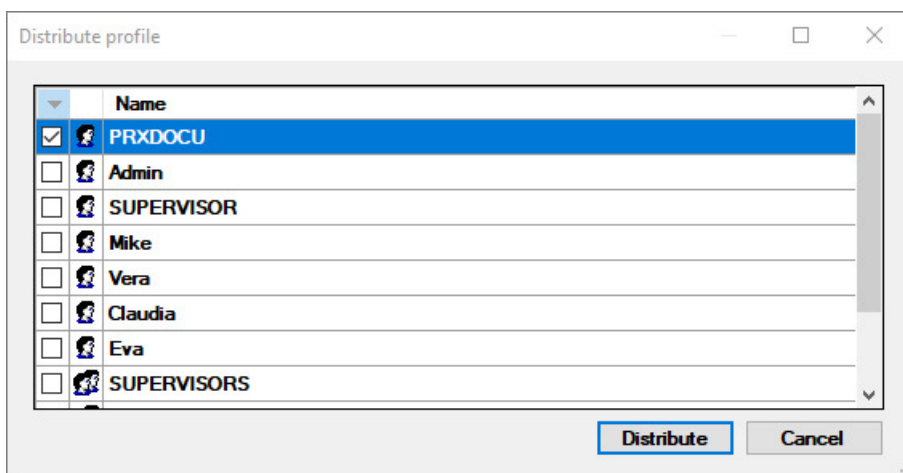 Distribute profile
Name
PRXDOCU
Admin
SUPERVISOR
Mike
Vera
Claudia
Eva
SUPERVISORS
Distribute Cancel